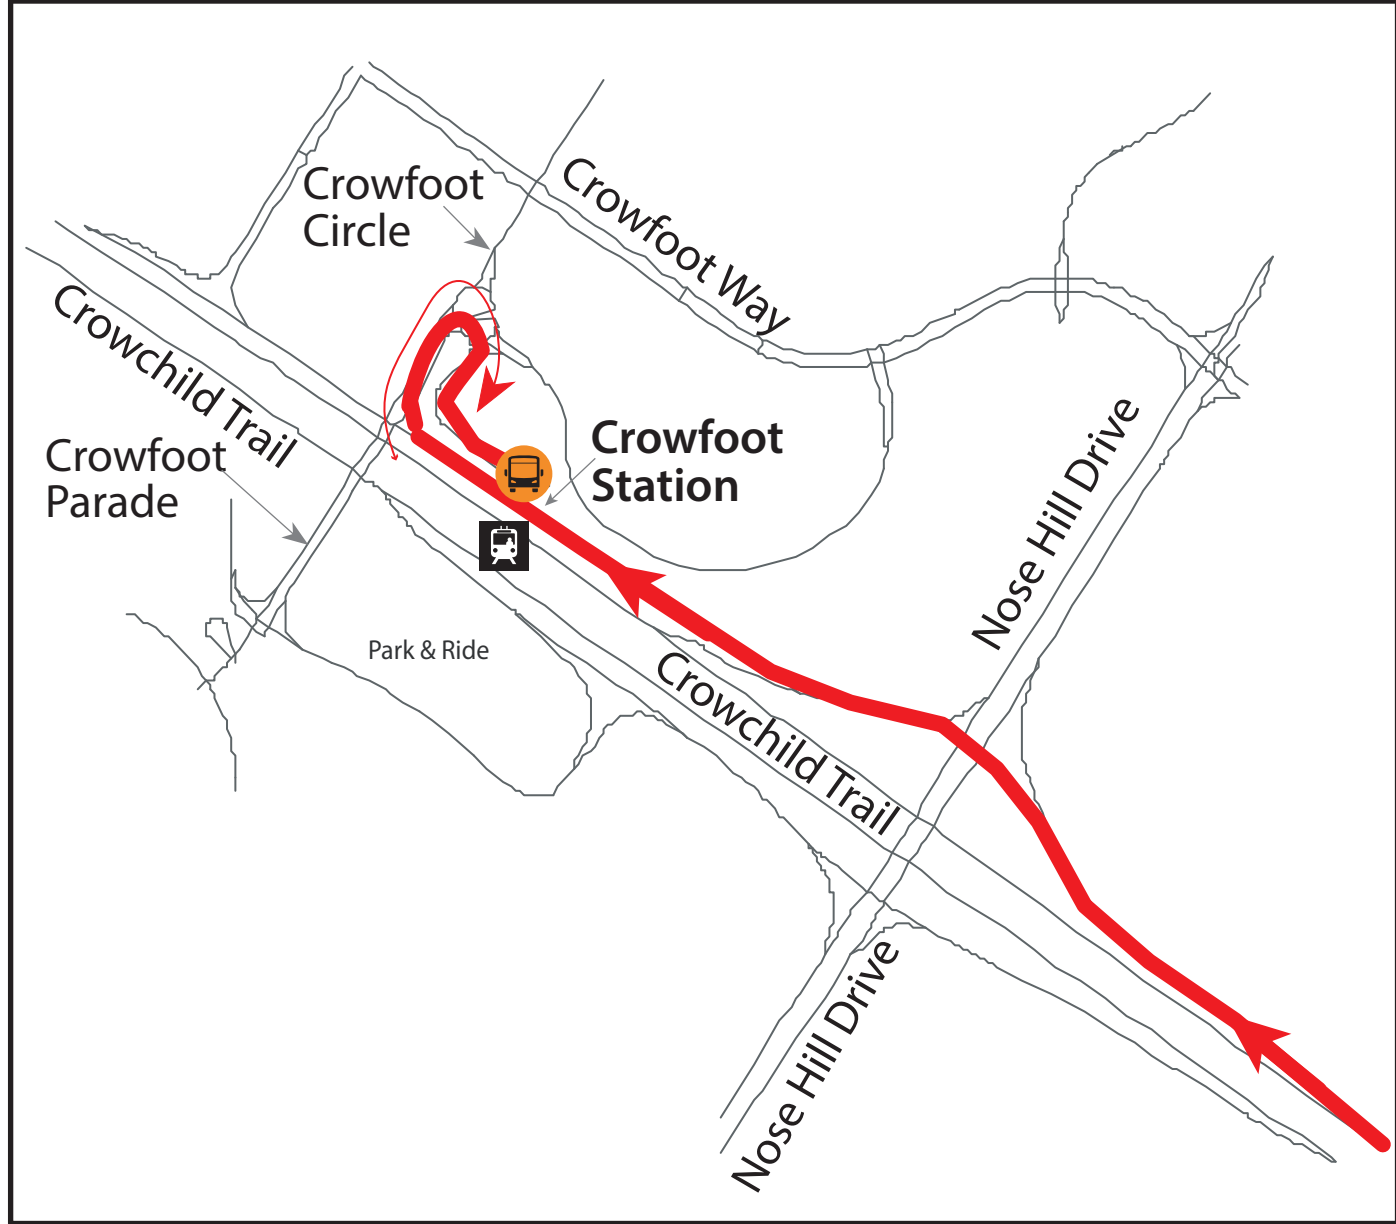 Crowfoot
Circle
Crowfoot Way
Crowchild Trail
Crowfoot
Parade
Crowfoot
Station
Nose Hill Drive
Park & Ride
Crowchild Trail
Nose Hill Drive